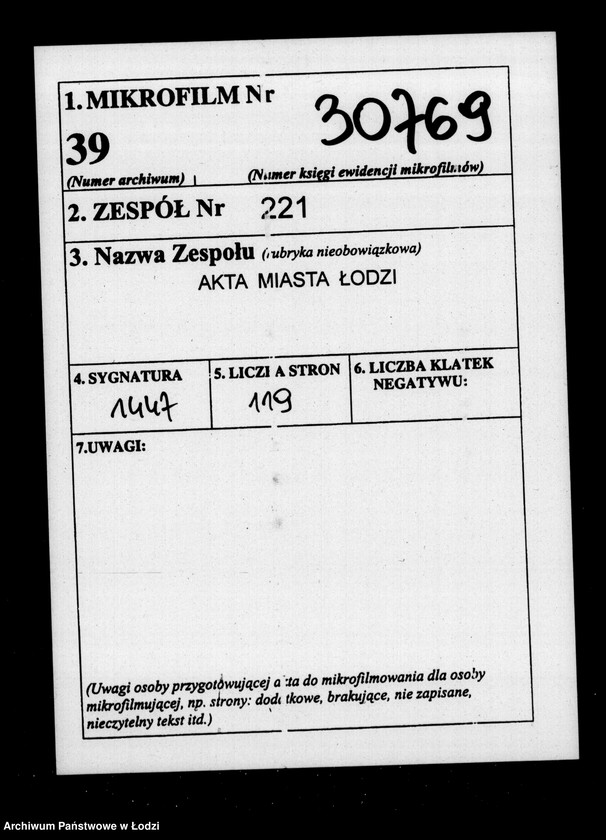 1. MIKROFILM Nr
30769
39
(Numer archiwum)
(Numer księgi ewidencji mikrofilmów)
2. ZESPÓŁ Nr 221
3. Nazwa Zespołu (rubryka nieobowiązkowa)
AKTA MIASTA ŁODZI
4. SYGNATURA
1447
5. LICZBA STRON
119
6. LICZBA KLATEK
NEGATYWU:
7.UWAGI:
(Uwagi osoby przygotowującej akta do mikrofilmowania dla osoby
mikrofilmującej, np. strony: dodatkowe, brakujące, nie zapisane,
nieczytelny tekst itd.)
Archiwum Państwowe w Łodzi